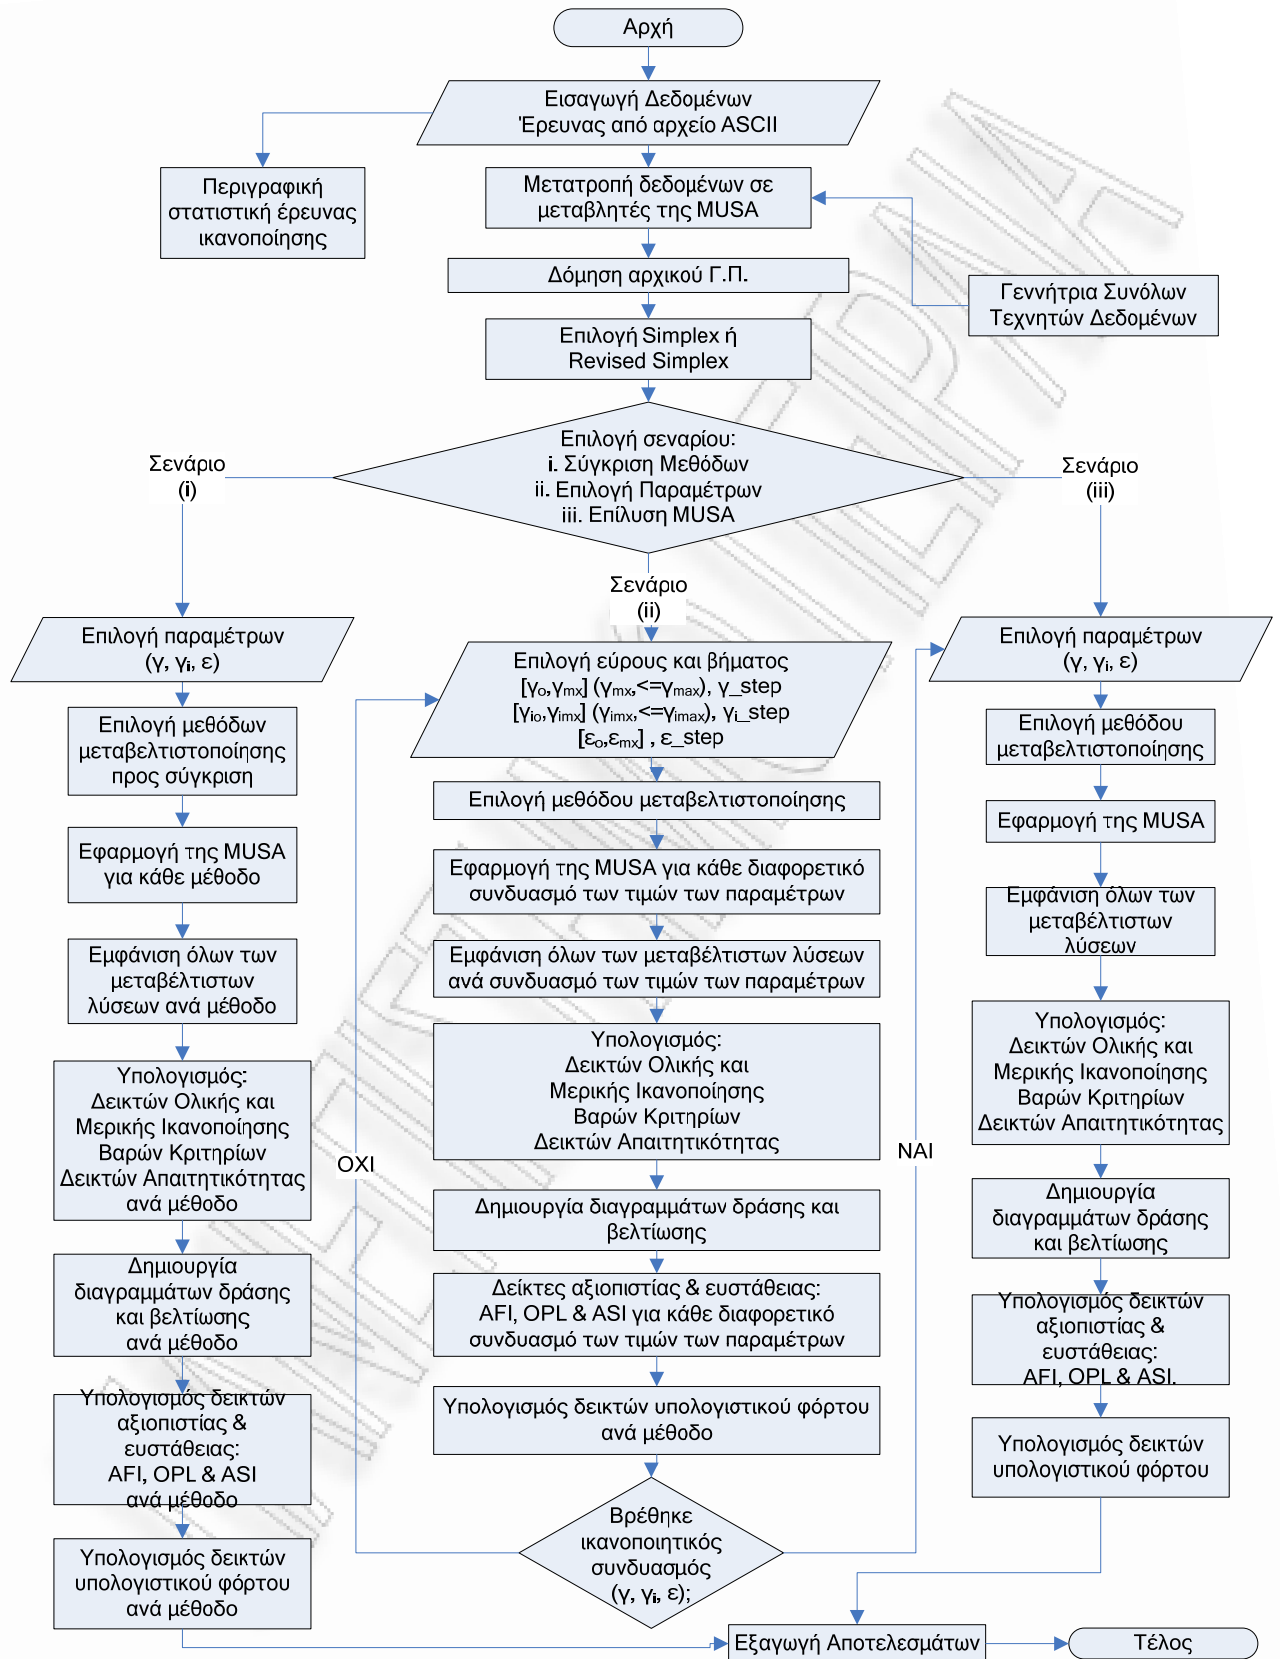 Αρχή
Εισαγωγή Δεδομένων
Έρευνας από αρχείο ASCII
Περιγραφική
στατιστική έρευνας
ικανοποίησης
Μετατροπή δεδομένων σε
μεταβλητές της MUSA
Δόμηση αρχικού Γ.Π.
Γεννήτρια Συνόλων
Τεχνητών Δεδομένων
Επιλογή Simplex ή
Revised Simplex
Επιλογή σεναρίου:
i. Σύγκριση Μεθόδων
ii. Επιλογή Παραμέτρων
iii. Επίλυση MUSA
Σενάριο
(i)
Σενάριο
(ii)
Σενάριο
(iii)
Επιλογή παραμέτρων
(γ, γi, ε)
Επιλογή μεθόδων
μεταβελτιστοποίησης
προς σύγκριση
Εφαρμογή της MUSA
για κάθε μέθοδο
Εμφάνιση όλων των
μεταβέλτιστων
λύσεων ανά μέθοδο
Υπολογισμός:
Δεικτών Ολικής και
Μερικής Ικανοποίησης
Βαρών Κριτηρίων
Δεικτών Απαιτητικότητας
ανά μέθοδο
Δημιουργία
διαγραμμάτων δράσης
και βελτίωσης
ανά μέθοδο
Υπολογισμός δεικτών
αξιοπιστίας &
ευστάθειας:
AFI, OPL & ASI
ανά μέθοδο
Υπολογισμός δεικτών
υπολογιστικού φόρτου
ανά μέθοδο
Επιλογή εύρους και βήματος
[γo,γmx] (γmx,<=γmax), γ_step
[γio,γimx] (γimx,<=γimax), γi_step
[εo,εmx] , ε_step
Επιλογή μεθόδου μεταβελτιστοποίησης
Εφαρμογή της MUSA για κάθε διαφορετικό
συνδυασμό των τιμών των παραμέτρων
Εμφάνιση όλων των μεταβέλτιστων λύσεων
ανά συνδυασμό των τιμών των παραμέτρων
Υπολογισμός:
Δεικτών Ολικής και
Μερικής Ικανοποίησης
Βαρών Κριτηρίων
Δεικτών Απαιτητικότητας
Δημιουργία διαγραμμάτων δράσης και
βελτίωσης
Δείκτες αξιοπιστίας & ευστάθειας:
AFI, OPL & ASI για κάθε διαφορετικό
συνδυασμό των τιμών των παραμέτρων
Υπολογισμός δεικτών υπολογιστικού φόρτου
ανά μέθοδο
Βρέθηκε
ικανοποιητικός
συνδυασμός
(γ, γi, ε);
ΟΧΙ
ΝΑΙ
Επιλογή παραμέτρων
(γ, γi, ε)
Επιλογή μεθόδου
μεταβελτιστοποίησης
Εφαρμογή της MUSA
Εμφάνιση όλων των
μεταβέλτιστων
λύσεων
Υπολογισμός:
Δεικτών Ολικής και
Μερικής Ικανοποίησης
Βαρών Κριτηρίων
Δεικτών Απαιτητικότητας
Δημιουργία
διαγραμμάτων δράσης
και βελτίωσης
Υπολογισμός δεικτών
αξιοπιστίας &
ευστάθειας:
AFI, OPL & ASI.
Υπολογισμός δεικτών
υπολογιστικού φόρτου
Εξαγωγή Αποτελεσμάτων
Τέλος